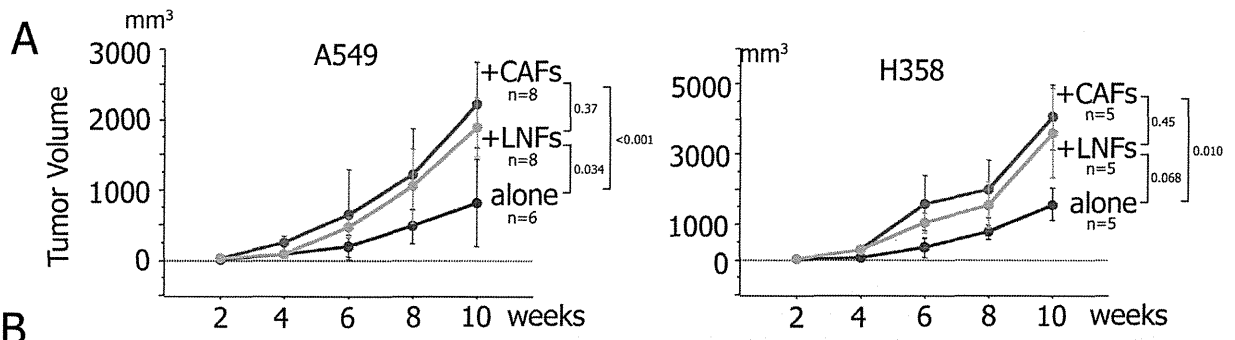 A
mm³
A549
Tumor Volume
3000
2000
1000
0
+CAFs
n=8
0.37
+LNFs
n=8
<0.001
0.034
alone
n=6
2 4 6 8 10 weeks
mm³
H358
5000
3000
1000
0
+CAFs
n=5
0.45
+LNFs
n=5
0.010
0.068
alone
n=5
2 4 6 8 10 weeks
B